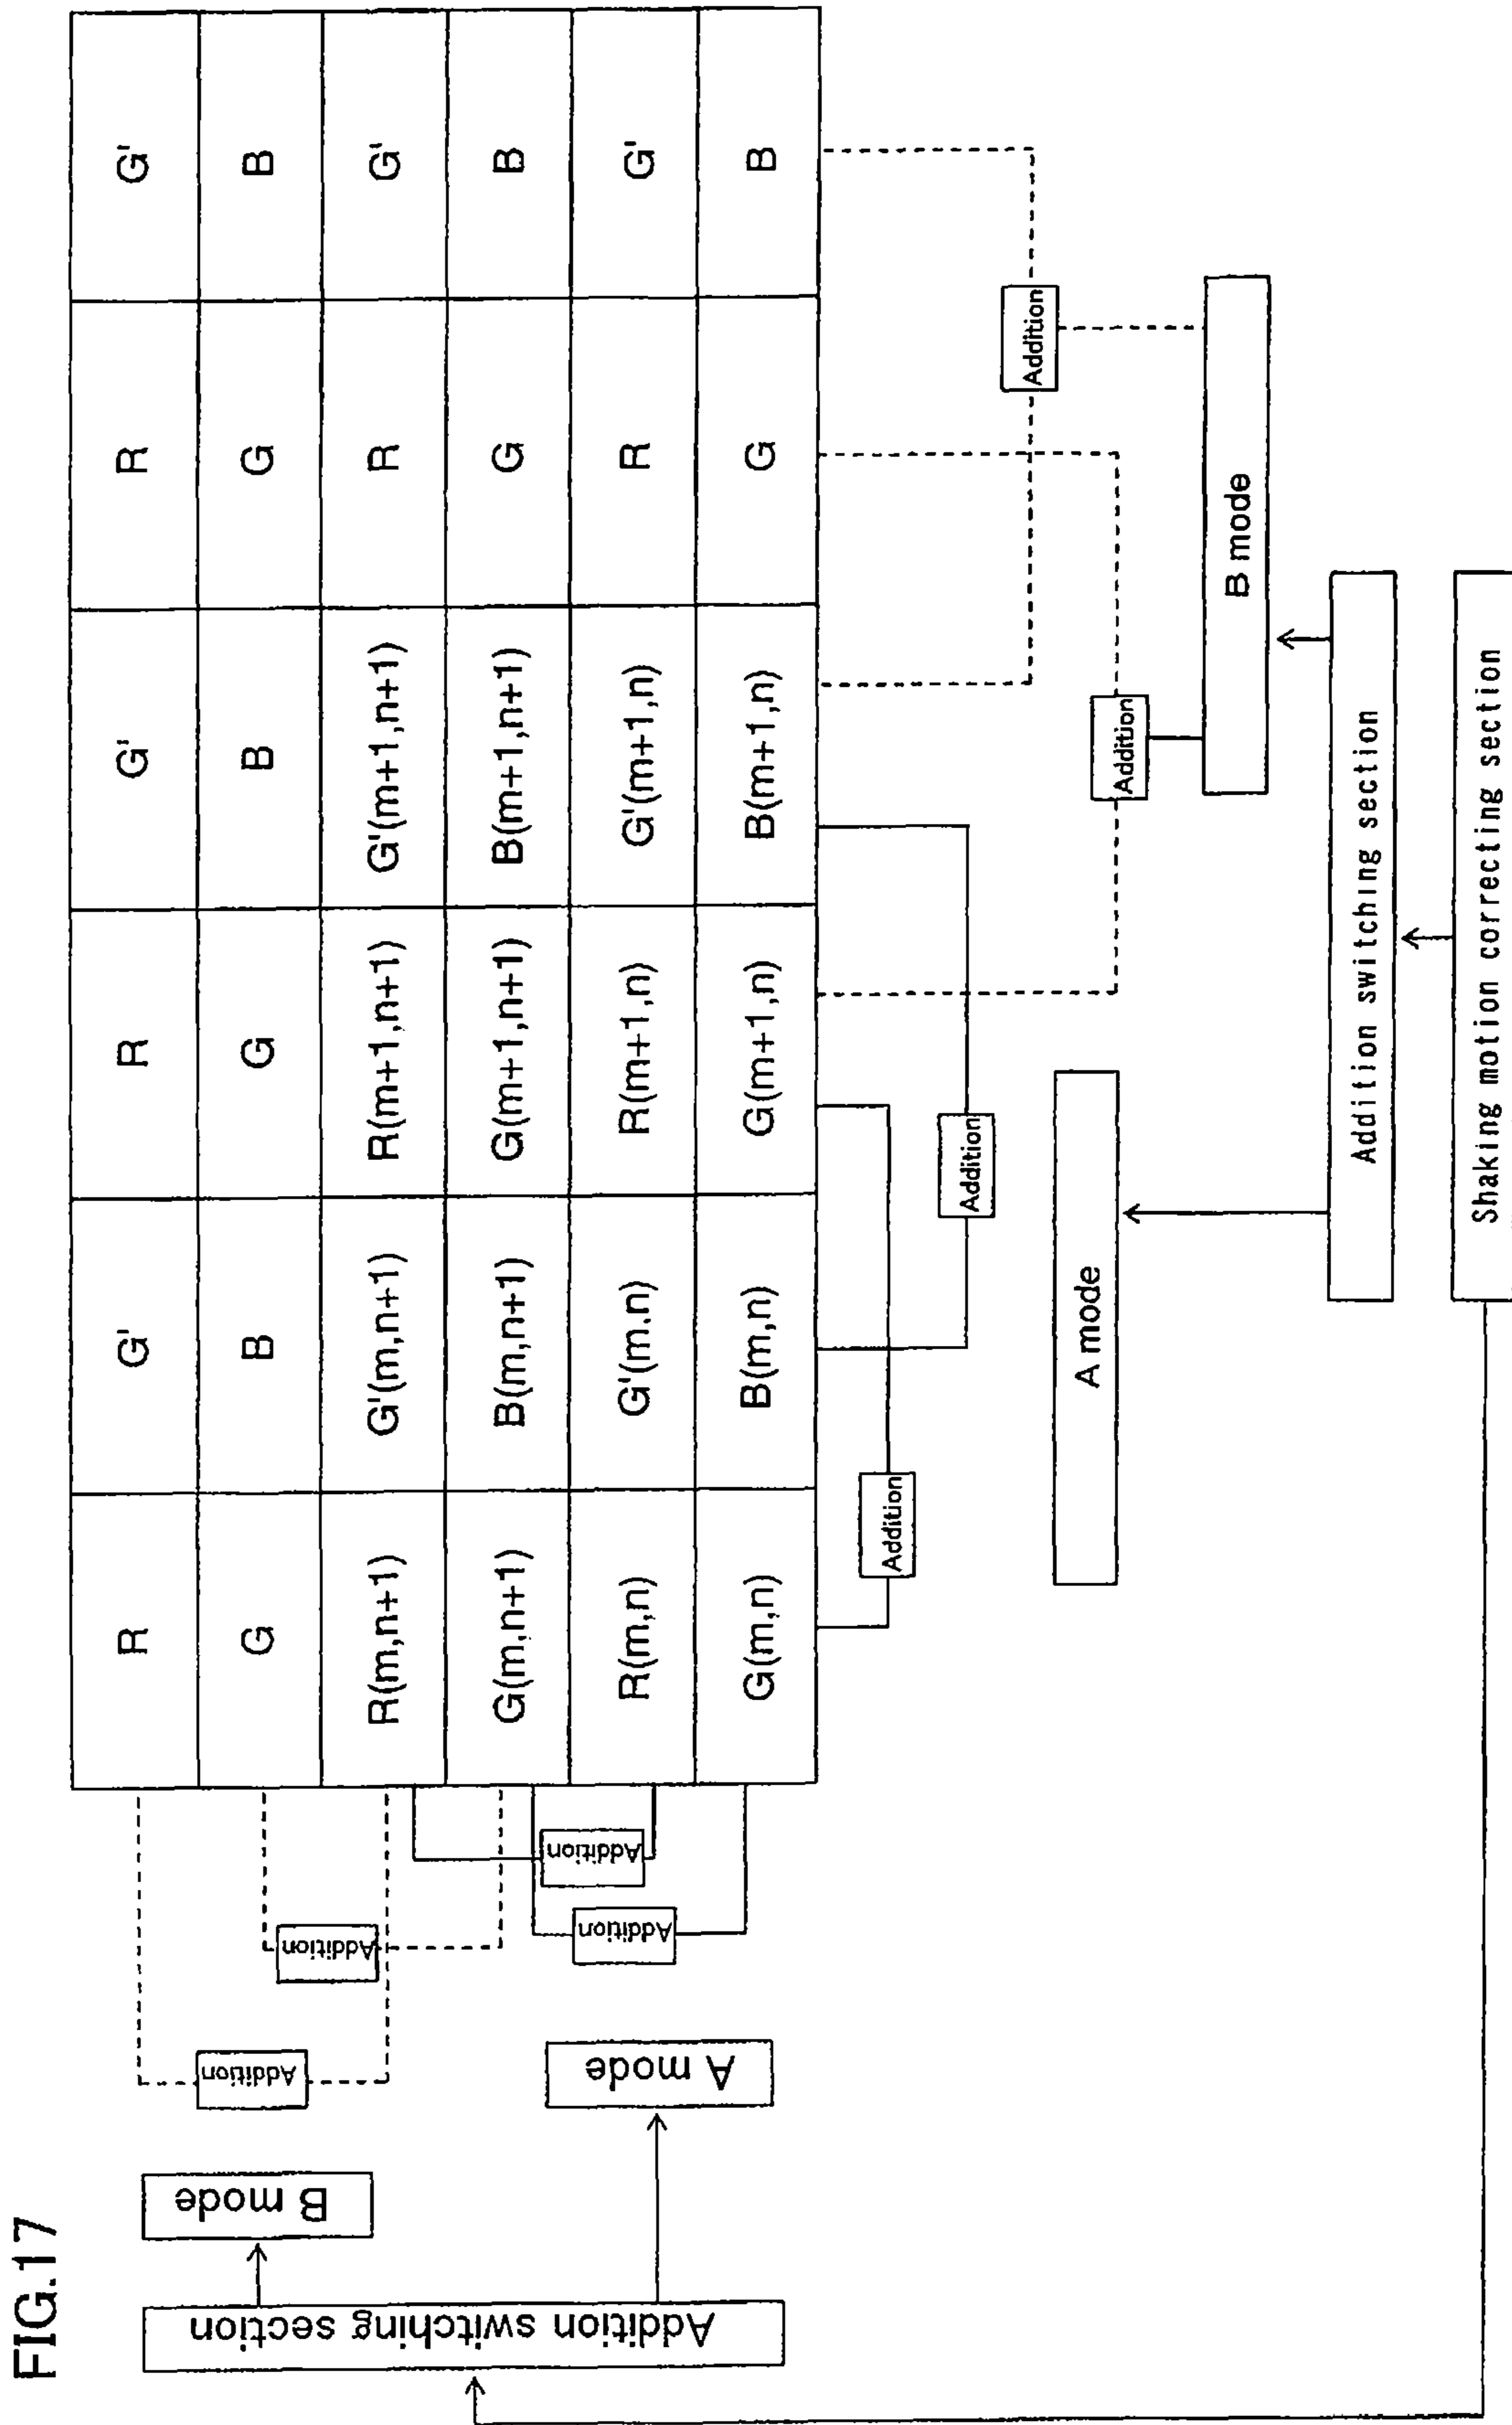 FIG.17
Addition switching section
B mode
A mode
Addition
Addition
Addition
Addition
R G' R G' R G'
G B G B G B
R(m,n+1) G'(m,n+1) R(m+1,n+1) G'(m+1,n+1) R G'
G(m,n+1) B(m,n+1) G(m+1,n+1) B(m+1,n+1) G B
R(m,n) G'(m.n) R(m+1,n) G'(m+1,n) R G'
G(m,n) B(m,n) G(m+1,n) B(m+1,n) G B
Addition
Addition
Addition
Addition
A mode
B mode
Addition switching section
Shaking motion correcting section